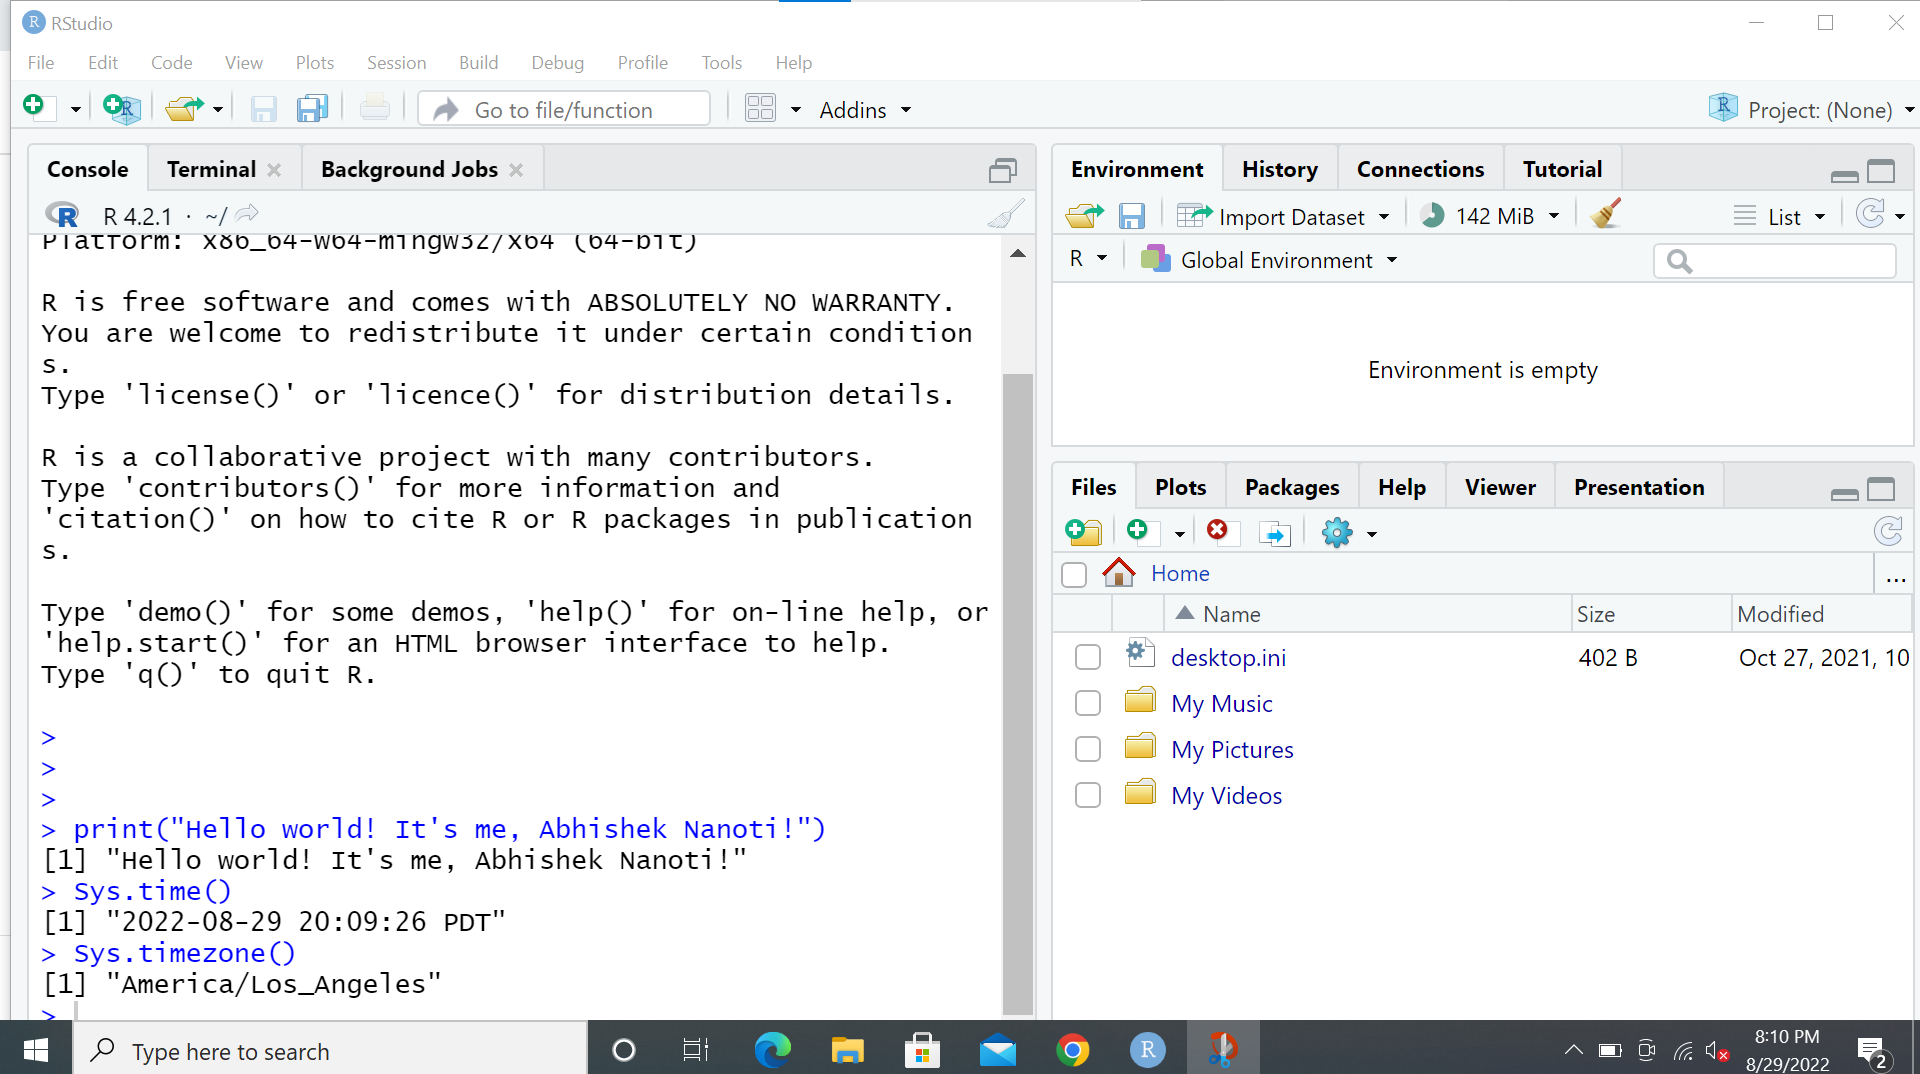 RStudio
File Edit Code View Plots Session Build Debug Profile Tools Help
Go to file/function Addins Project: (None)
Console Terminal Background Jobs
R 4.2.1 · ~/
Platform: x86_64-w64-mingw32/x64 (64-bit)
R is free software and comes with ABSOLUTELY NO WARRANTY.
You are welcome to redistribute it under certain condition
s.
Type 'license()' or 'licence()' for distribution details.
R is a collaborative project with many contributors.
Type 'contributors()' for more information and
'citation()' on how to cite R or R packages in publication
s.
Type 'demo()' for some demos, 'help()' for on-line help, or
'help.start()' for an HTML browser interface to help.
Type 'q()' to quit R.
>
>
>
> print("Hello world! It's me, Abhishek Nanoti!")
[1] "Hello world! It's me, Abhishek Nanoti!"
> Sys.time()
[1] "2022-08-29 20:09:26 PDT"
> Sys.timezone()
[1] "America/Los_Angeles"
>
Environment History Connections Tutorial
Import Dataset 142 MiB List
R Global Environment
Environment is empty
Files Plots Packages Help Viewer Presentation
Home ...
Name Size Modified
desktop.ini 402 B Oct 27, 2021, 10
My Music
My Pictures
My Videos
Type here to search
8:10 PM
8/29/2022
2